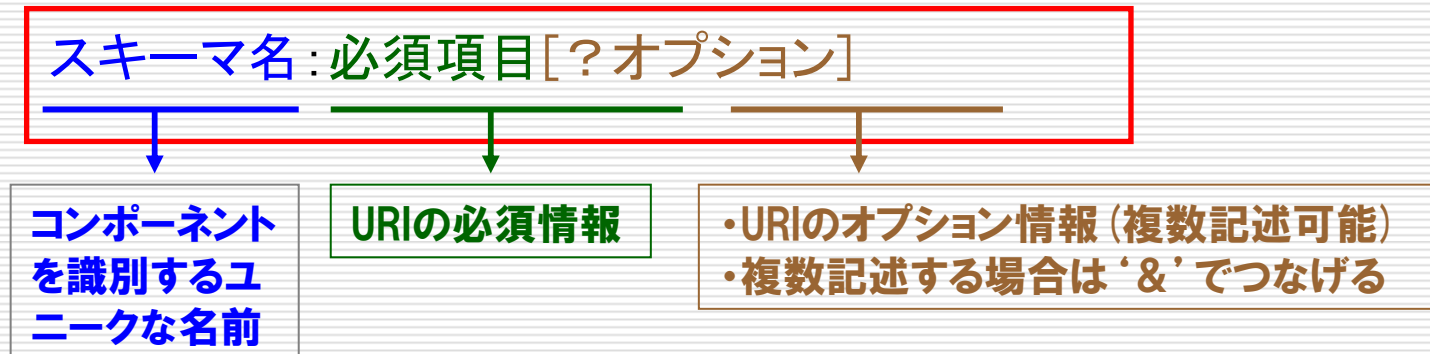 スキーマ名:必須項目[?オプション]
コンポーネント
を識別するユ
ニークな名前
URIの必須情報
・URIのオプション情報(複数記述可能)
・複数記述する場合は‘&’でつなげる